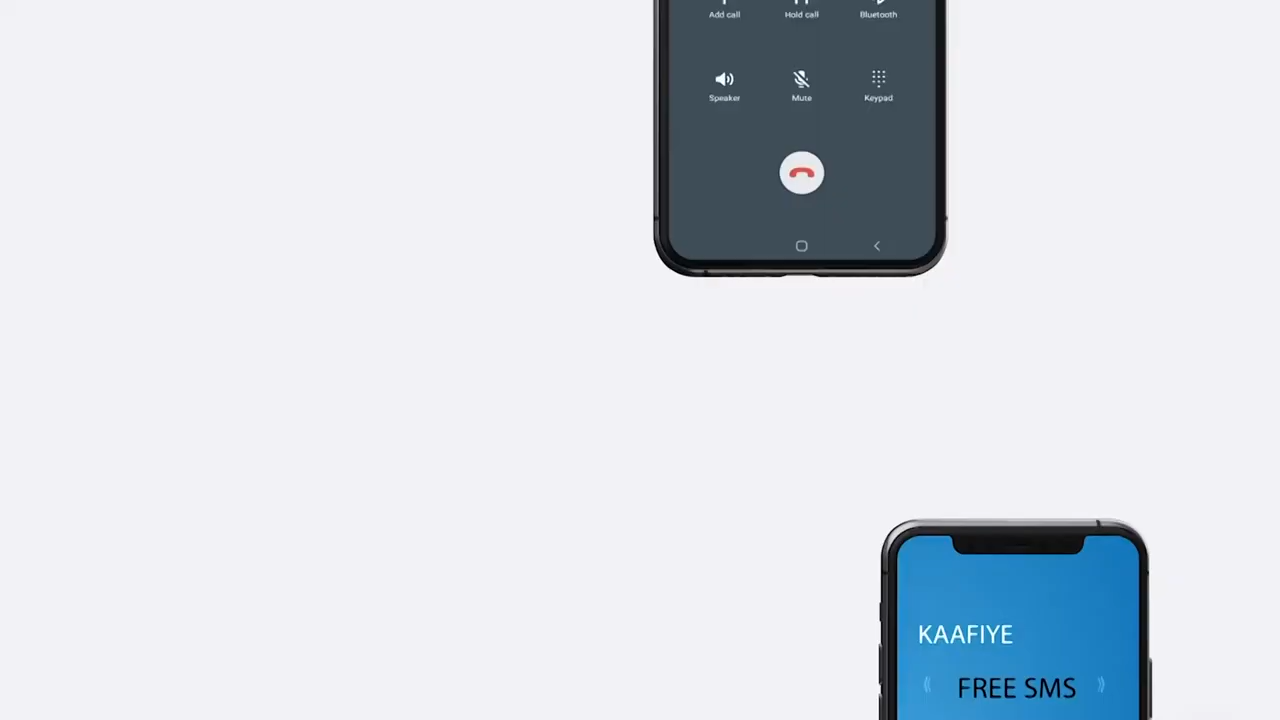 Add call Hold call Bluetooth
Speaker Mute Keypad
KAAFIYE
FREE SMS